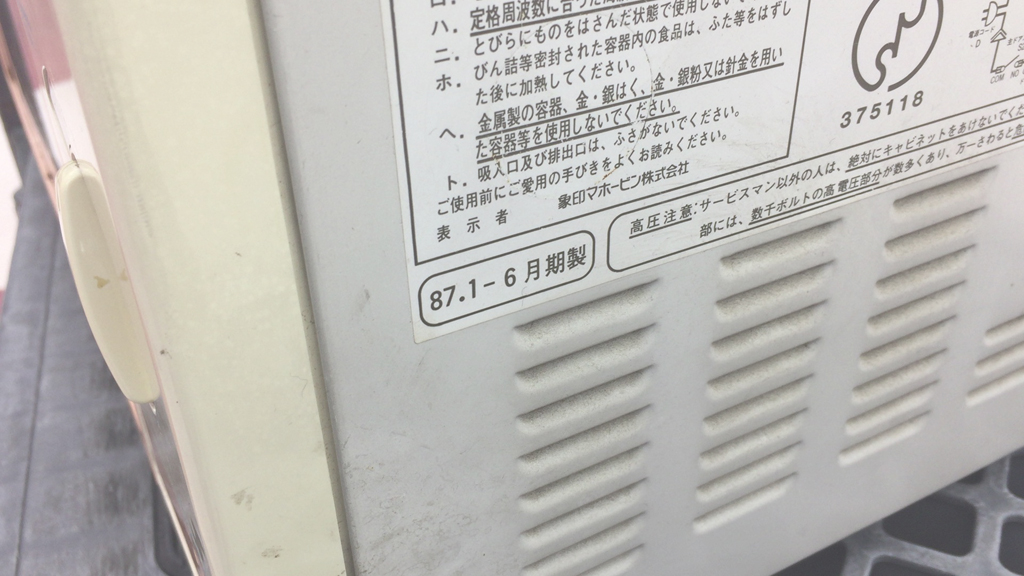 ロ.
ハ. 定格周波数に合った
ニ. とびらにものをはさんだ状態で使用しない
ホ. びん詰等密封された容器内の食品は、ふた等をはずし
た後に加熱してください。
ヘ. 金属製の容器、金・銀はく、金・銀粉又は針金を用い
た容器等を使用しないでください。
ト. 吸入口及び排出口は、ふさがないでください。
ご使用前にご愛用の手びきをよくお読みください。
表示者 象印マホービン株式会社
87.1-6月期製
375118
電源コード
COM NO
高圧注意:サービスマン以外の人は、絶対にキャビネットをあけないでくだ
部には、数千ボルトの高電圧部分が数多くあり、万一さわると危